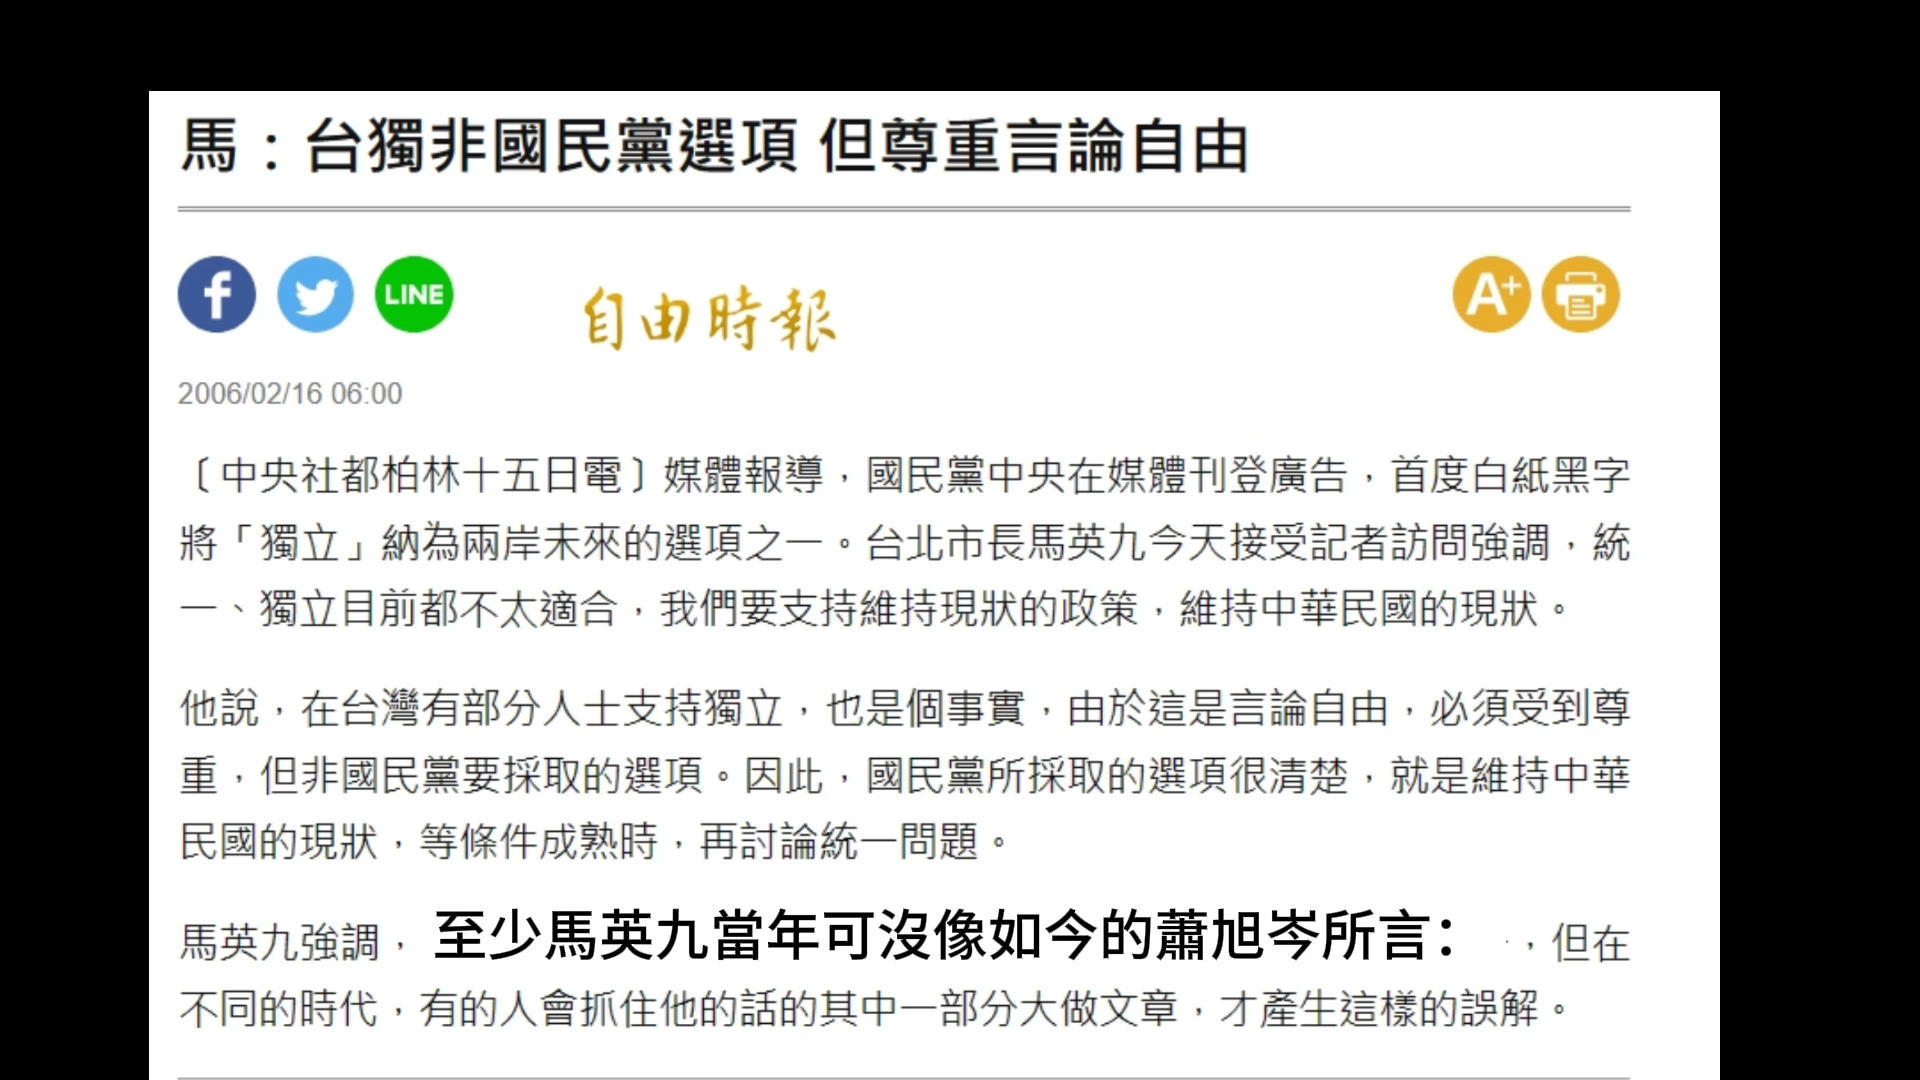 馬：台獨非國民黨選項 但尊重言論自由
f
LINE
自由時報
A+
2006/02/16 06:00
〔中央社都柏林十五日電〕媒體報導，國民黨中央在媒體刊登廣告，首度白紙黑字
將「獨立」納為兩岸未來的選項之一。台北市長馬英九今天接受記者訪問強調，統
一、獨立目前都不太適合，我們要支持維持現狀的政策，維持中華民國的現狀。
他說，在台灣有部分人士支持獨立，也是個事實，由於這是言論自由，必須受到尊
重，但非國民黨要採取的選項。因此，國民黨所採取的選項很清楚，就是維持中華
民國的現狀，等條件成熟時，再討論統一問題。
馬英九強調，
至少馬英九當年可沒像如今的蕭旭岑所言：
，但在
不同的時代，有的人會抓住他的話的其中一部分大做文章，才產生這樣的誤解。